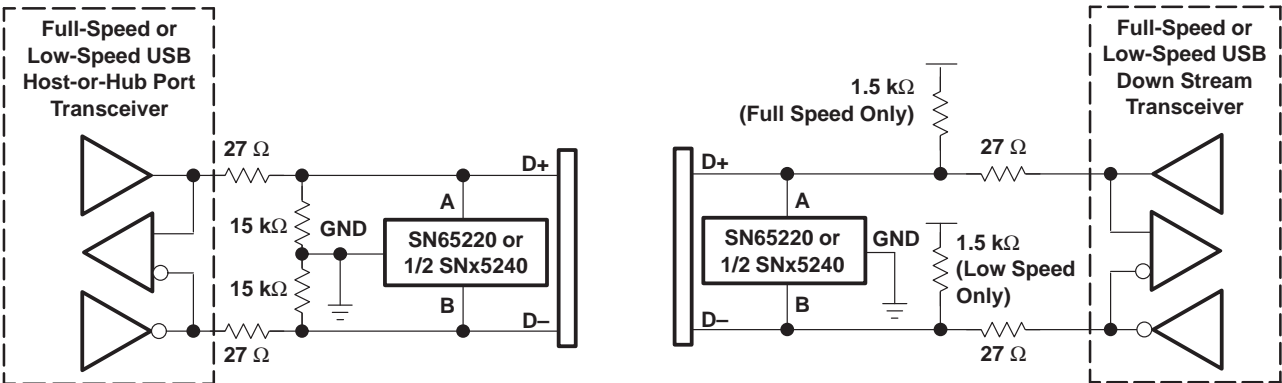 Full-Speed or
Low-Speed USB
Host-or-Hub Port
Transceiver
27 Ω
15 kΩ
15 kΩ
27 Ω
GND
A
SN65220 or
1/2 SNx5240
B
D+
D–
D+
D–
A
SN65220 or
1/2 SNx5240
B
GND
1.5 kΩ
(Full Speed Only)
27 Ω
1.5 kΩ
(Low Speed
Only)
27 Ω
Full-Speed or
Low-Speed USB
Down Stream
Transceiver